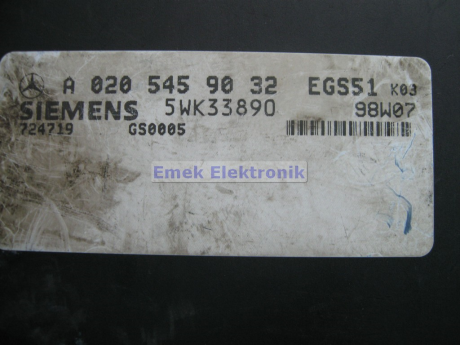 A 020 545 90 32 EGS51 K03
SIEMENS 5WK33890 98W07
724719 GS0005
Emek Elektronik